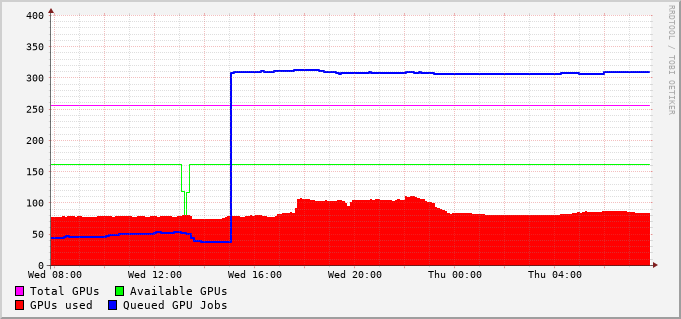 400
350
300
250
200
150
100
50
0
Wed 08:00 Wed 12:00 Wed 16:00 Wed 20:00 Thu 00:00 Thu 04:00
Total GPUs Available GPUs
GPUs used Queued GPU Jobs
RRDTOOL / TOBI OETIKER